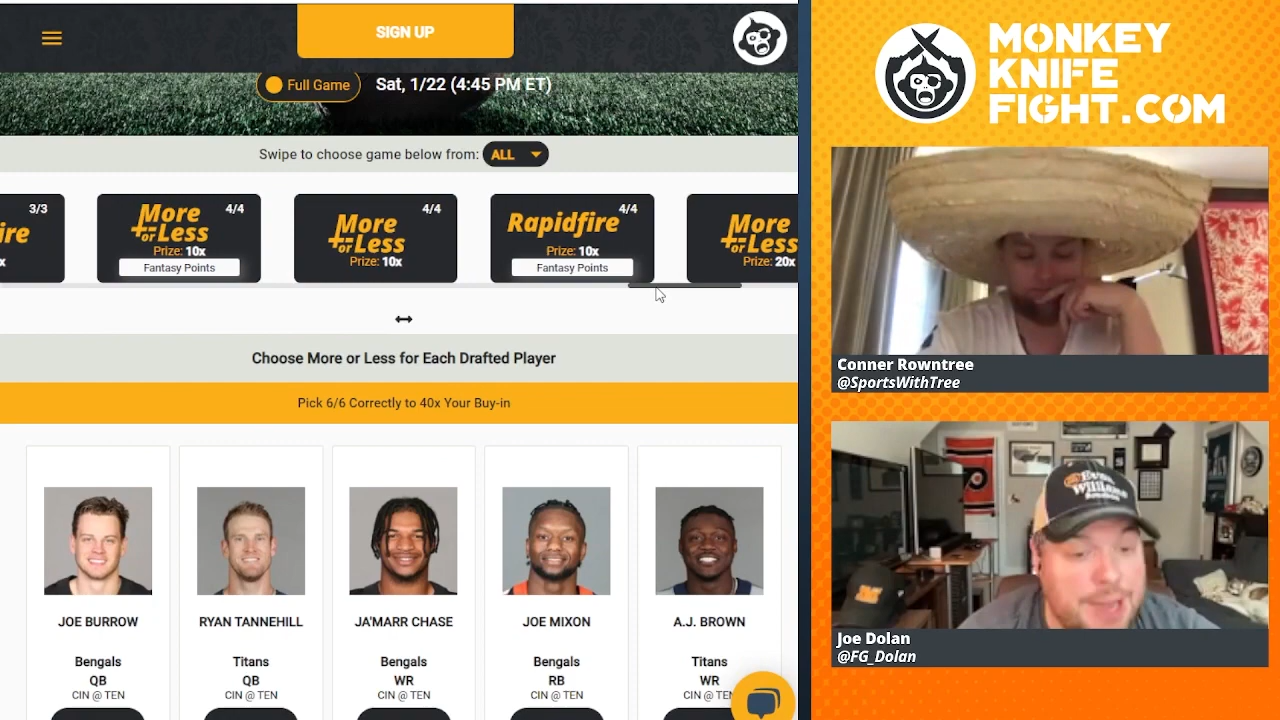 SIGN UP
Full Game
Sat, 1/22 (4:45 PM ET)
Swipe to choose game below from: ALL
3/3
ire
x
4/4
More
or Less
Prize: 10x
Fantasy Points
4/4
More
or Less
Prize: 10x
4/4
Rapidfire
Prize: 10x
Fantasy Points
More
or Less
Prize: 20x
Choose More or Less for Each Drafted Player
Pick 6/6 Correctly to 40x Your Buy-in
JOE BURROW
Bengals
QB
CIN @ TEN
RYAN TANNEHILL
Titans
QB
CIN @ TEN
JA'MARR CHASE
Bengals
WR
CIN @ TEN
JOE MIXON
Bengals
RB
CIN @ TEN
A.J. BROWN
Titans
WR
CIN @ TEN
MONKEY
KNIFE
FIGHT.COM
Conner Rowntree
@SportsWithTree
Evan
Williams
Joe Dolan
@FG_Dolan